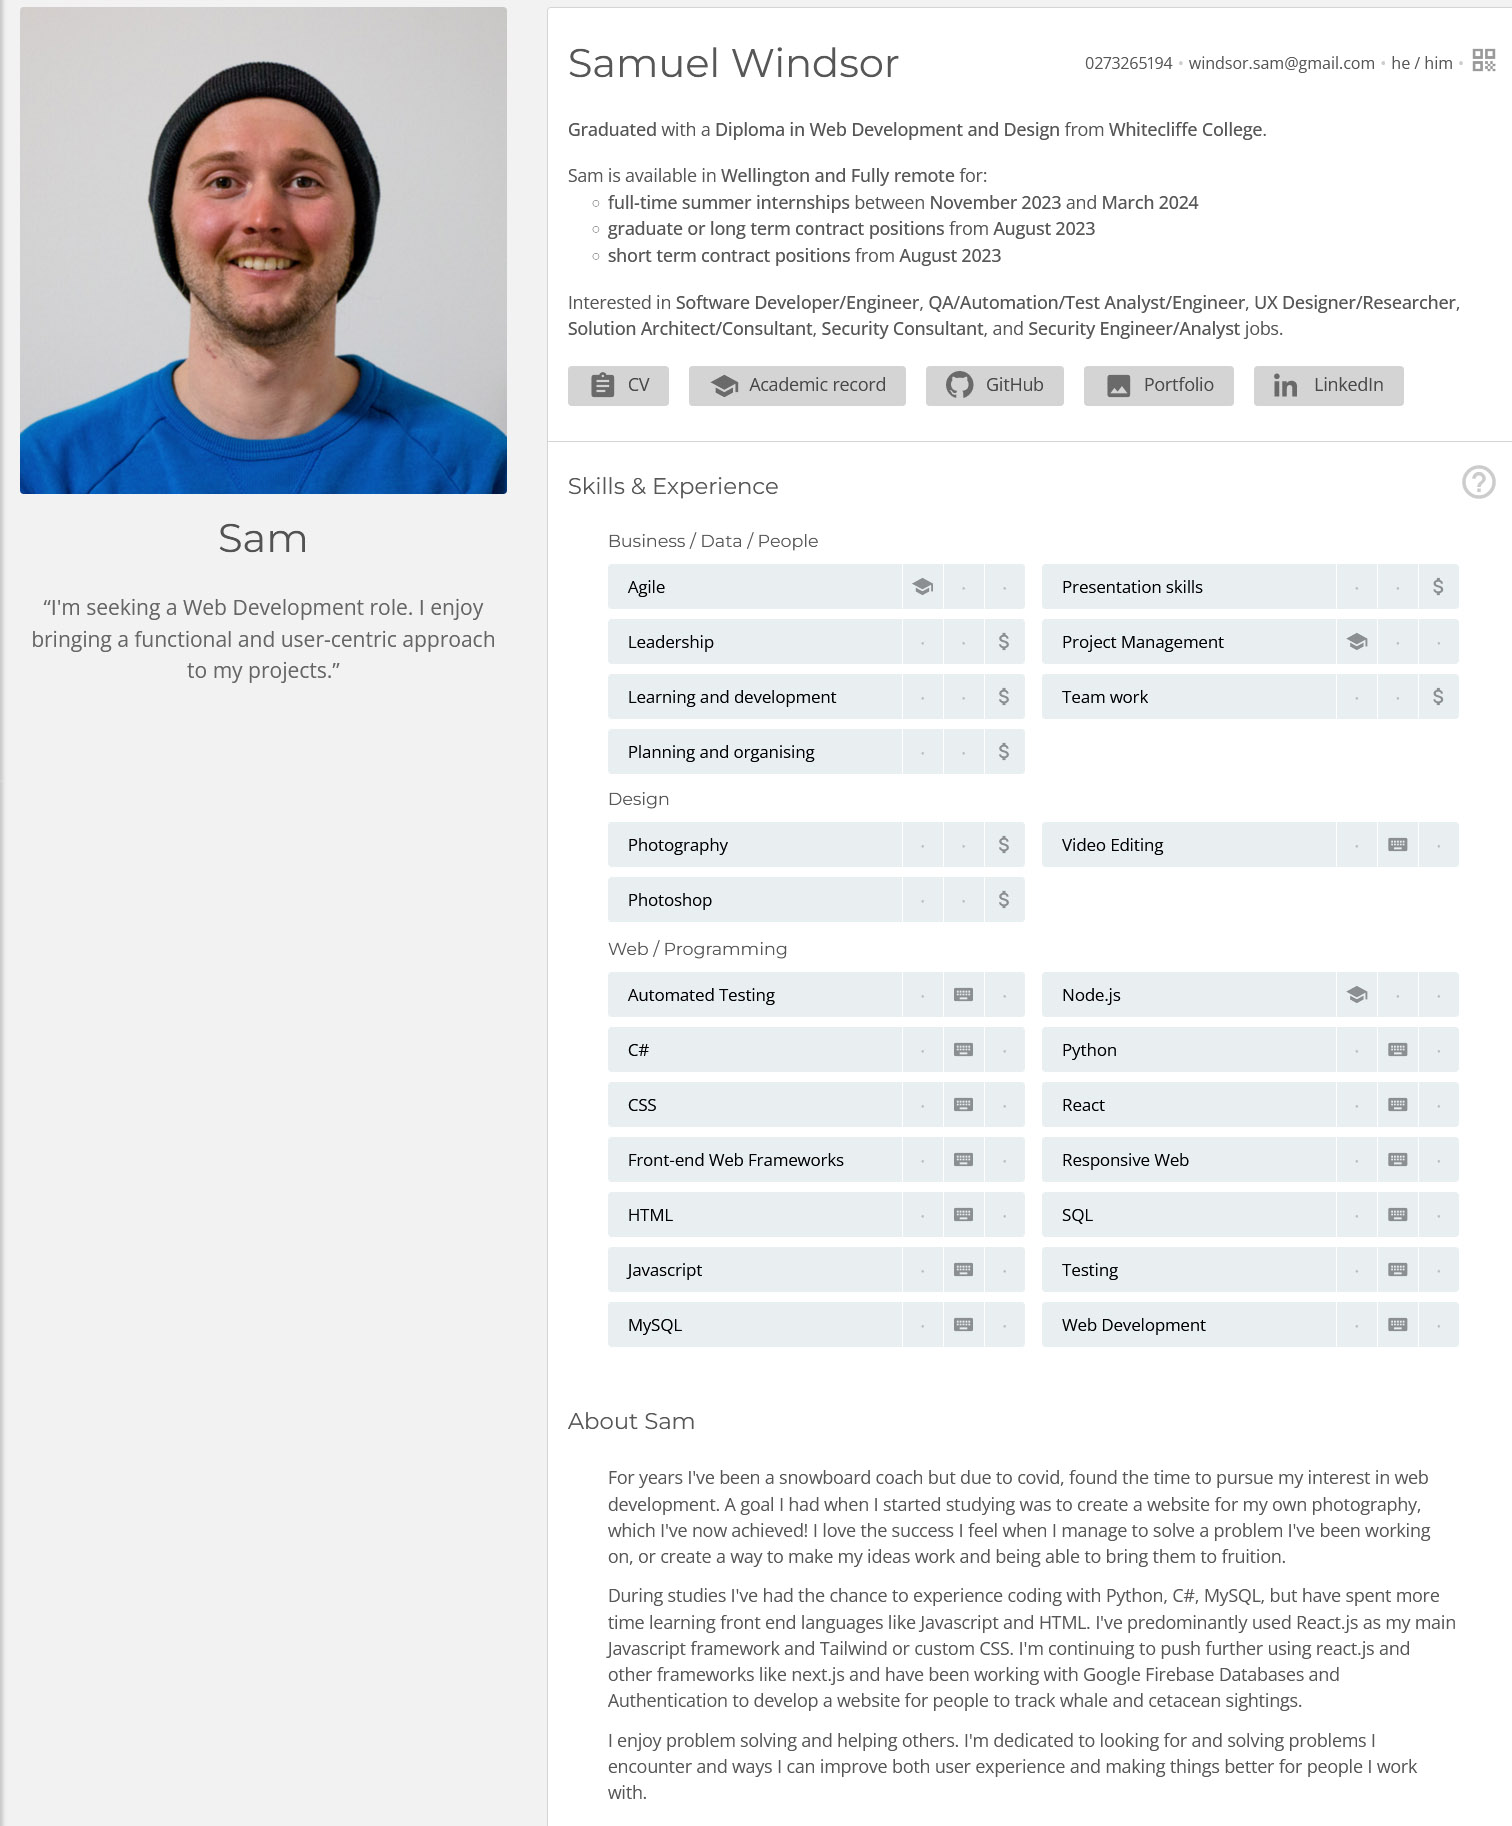 Sam
“I'm seeking a Web Development role. I enjoy
bringing a functional and user-centric approach
to my projects.”
Samuel Windsor
0273265194 • windsor.sam@gmail.com • he / him •
Graduated with a Diploma in Web Development and Design from Whitecliffe College.
Sam is available in Wellington and Fully remote for:
full-time summer internships between November 2023 and March 2024
graduate or long term contract positions from August 2023
short term contract positions from August 2023
Interested in Software Developer/Engineer, QA/Automation/Test Analyst/Engineer, UX Designer/Researcher,
Solution Architect/Consultant, Security Consultant, and Security Engineer/Analyst jobs.
CV Academic record GitHub Portfolio LinkedIn
Skills & Experience ?
Business / Data / People
Agile
Presentation skills $
Leadership $
Project Management
Learning and development $
Team work $
Planning and organising $
Design
Photography $
Video Editing
Photoshop $
Web / Programming
Automated Testing
Node.js
C#
Python
CSS
React
Front-end Web Frameworks
Responsive Web
HTML
SQL
Javascript
Testing
MySQL
Web Development
About Sam
For years I've been a snowboard coach but due to covid, found the time to pursue my interest in web
development. A goal I had when I started studying was to create a website for my own photography,
which I've now achieved! I love the success I feel when I manage to solve a problem I've been working
on, or create a way to make my ideas work and being able to bring them to fruition.
During studies I've had the chance to experience coding with Python, C#, MySQL, but have spent more
time learning front end languages like Javascript and HTML. I've predominantly used React.js as my main
Javascript framework and Tailwind or custom CSS. I'm continuing to push further using react.js and
other frameworks like next.js and have been working with Google Firebase Databases and
Authentication to develop a website for people to track whale and cetacean sightings.
I enjoy problem solving and helping others. I'm dedicated to looking for and solving problems I
encounter and ways I can improve both user experience and making things better for people I work
with.